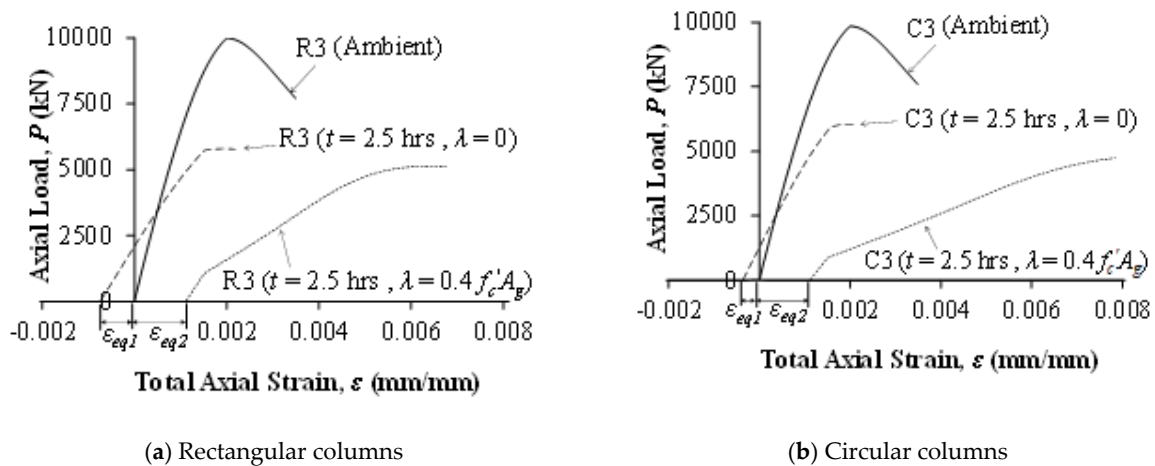 10000
7500
5000
2500
0
Axial Load, P (kN)
R3 (Ambient)
R3 (t = 2.5 hrs , λ = 0)
R3 (t = 2.5 hrs , λ = 0.4 f'cAg)
εeq1
εeq2
-0.002
0.002
0.004
0.006
0.008
Total Axial Strain, ε (mm/mm)
(a) Rectangular columns
10000
7500
5000
2500
0
Axial Load, P (kN)
C3 (Ambient)
C3 (t = 2.5 hrs , λ = 0)
C3 (t = 2.5 hrs , λ = 0.4 f'cAg)
εeq1
εeq2
-0.002
0.002
0.004
0.006
0.008
Total Axial Strain, ε (mm/mm)
(b) Circular columns